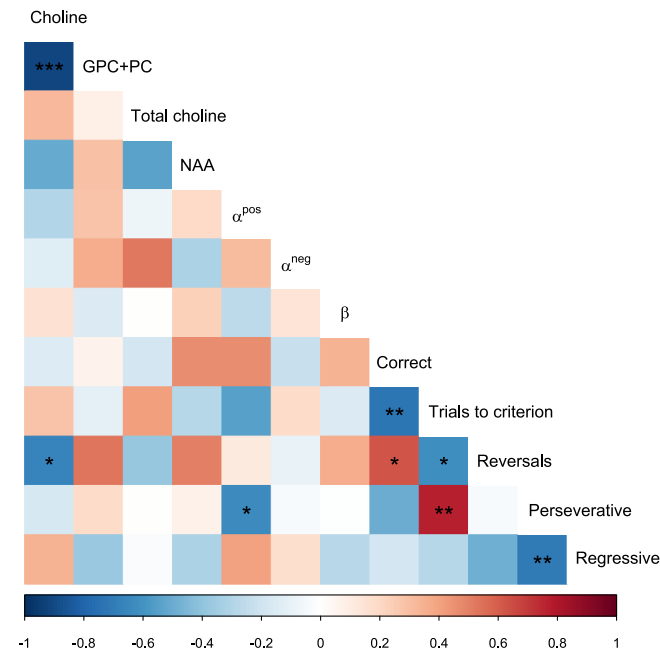 Choline
*** GPC+PC
Total choline
NAA
α^pos
α^neg
β
Correct
** Trials to criterion
* * * Reversals
* ** Perseverative
** Regressive
-1 -0.8 -0.6 -0.4 -0.2 0 0.2 0.4 0.6 0.8 1